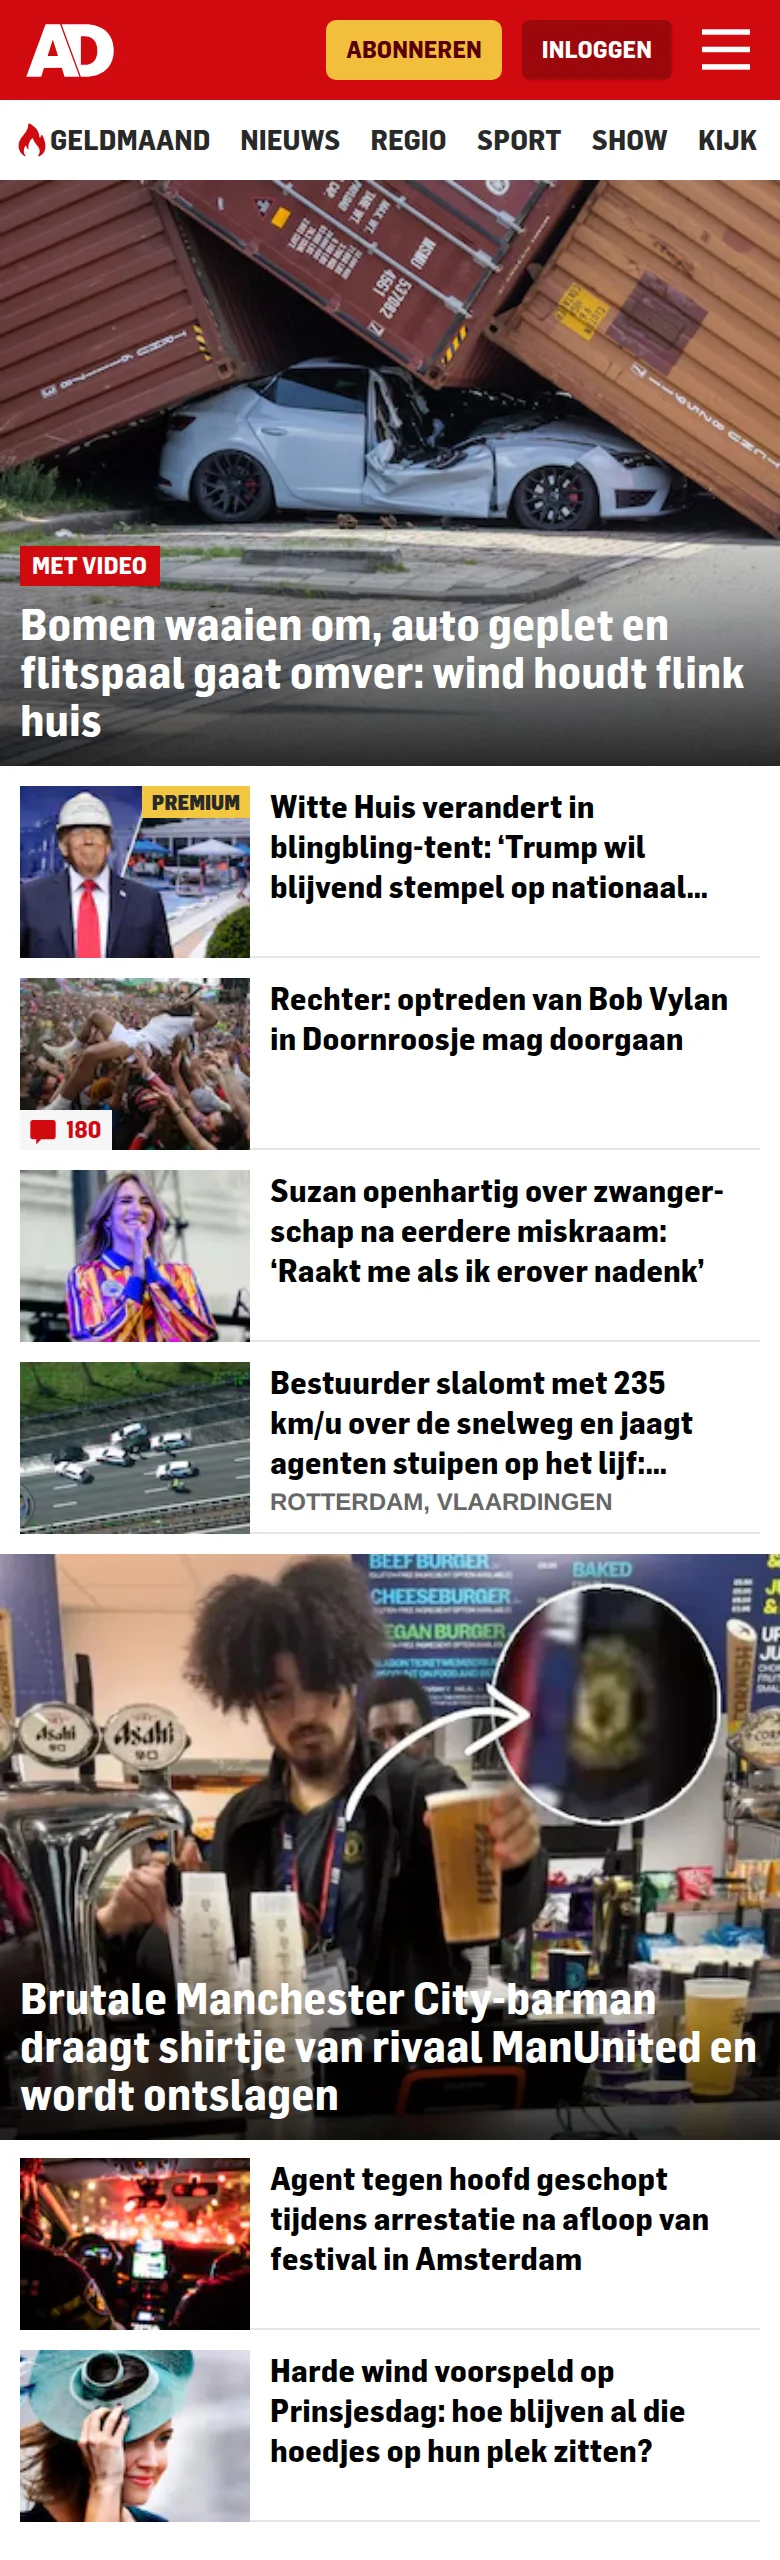 AD
ABONNEREN
INLOGGEN
GELDMAAND NIEUWS REGIO SPORT SHOW KIJK
MSMU
537082
4561
MET VIDEO
Bomen waaien om, auto geplet en
flitspaal gaat omver: wind houdt flink
huis
PREMIUM
Witte Huis verandert in
blingbling-tent: ‘Trump wil
blijvend stempel op nationaal...
Rechter: optreden van Bob Vylan
in Doornroosje mag doorgaan
180
Suzan openhartig over zwanger-
schap na eerdere miskraam:
‘Raakt me als ik erover nadenk’
Bestuurder slalomt met 235
km/u over de snelweg en jaagt
agenten stuipen op het lijf:...
ROTTERDAM, VLAARDINGEN
BEEF BURGER
BAKED
CHEESEBURGER
EGAN BURGER
Asahi
Asahi
Brutale Manchester City-barman
draagt shirtje van rivaal ManUnited en
wordt ontslagen
Agent tegen hoofd geschopt
tijdens arrestatie na afloop van
festival in Amsterdam
Harde wind voorspeld op
Prinsjesdag: hoe blijven al die
hoedjes op hun plek zitten?